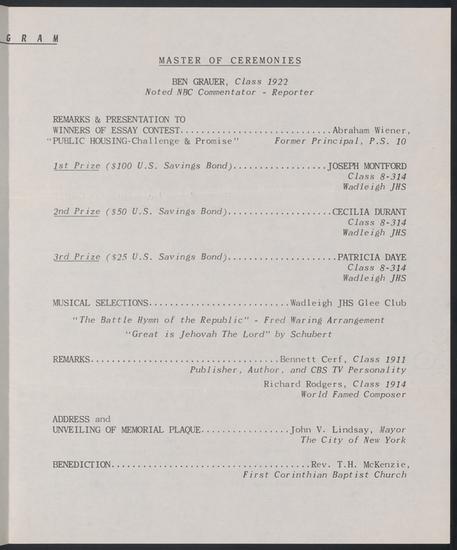 G R A M
MASTER OF CEREMONIES
BEN GRAUER, Class 1922
Noted NBC Commentator - Reporter
REMARKS & PRESENTATION TO
WINNERS OF ESSAY CONTEST............................Abraham Wiener,
"PUBLIC HOUSING-Challenge & Promise" Former Principal, P.S. 10
1st Prize ($100 U.S. Savings Bond)..................JOSEPH MONTFORD
Class 8-314
Wadleigh JHS
2nd Prize ($50 U.S. Savings Bond)...................CECILIA DURANT
Class 8-314
Wadleigh JHS
3rd Prize ($25 U.S. Savings Bond)....................PATRICIA DAYE
Class 8-314
Wadleigh JHS
MUSICAL SELECTIONS..........................Wadleigh JHS Glee Club
"The Battle Hymn of the Republic" - Fred Waring Arrangement
"Great is Jehovah The Lord" by Schubert
REMARKS...................................Bennett Cerf, Class 1911
Publisher, Author, and CBS TV Personality
Richard Rodgers, Class 1914
World Famed Composer
ADDRESS and
UNVEILING OF MEMORIAL PLAQUE................John V. Lindsay, Mayor
The City of New York
BENEDICTION.....................................Rev. T.H. McKenzie,
First Corinthian Baptist Church